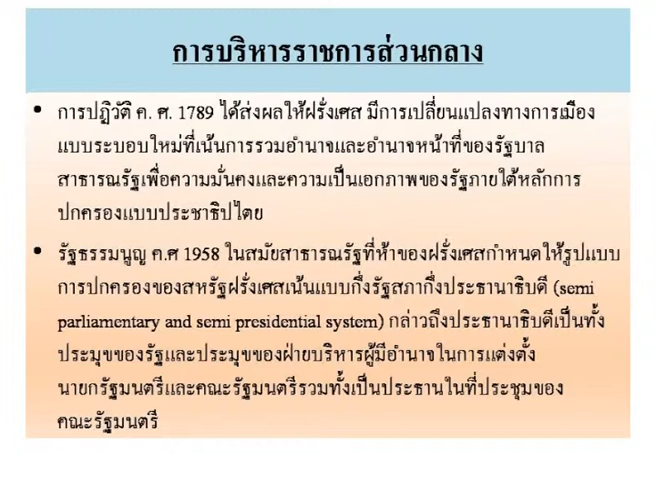 การบริหารราชการส่วนกลาง
• การปฏิวัติ ค. ศ. 1789 ได้ส่งผลให้ฝรั่งเศส มีการเปลี่ยนแปลงทางการเมือง
แบบระบอบใหม่ที่เน้นการรวมอำนาจและอำนาจหน้าที่ของรัฐบาล
สาธารณรัฐเพื่อความมั่นคงและความเป็นเอกภาพของรัฐภายใต้หลักการ
ปกครองแบบประชาธิปไตย
• รัฐธรรมนูญ ค.ศ 1958 ในสมัยสาธารณรัฐที่ห้าของฝรั่งเศสกำหนดให้รูปแบบ
การปกครองของสหรัฐฝรั่งเศสเน้นแบบกึ่งรัฐสภากึ่งประธานาธิบดี (semi
parliamentary and semi presidential system) กล่าวถึงประธานาธิบดีเป็นทั้ง
ประมุขของรัฐและประมุขของฝ่ายบริหารผู้มีอำนาจในการแต่งตั้ง
นายกรัฐมนตรีและคณะรัฐมนตรีรวมทั้งเป็นประธานในที่ประชุมของ
คณะรัฐมนตรี